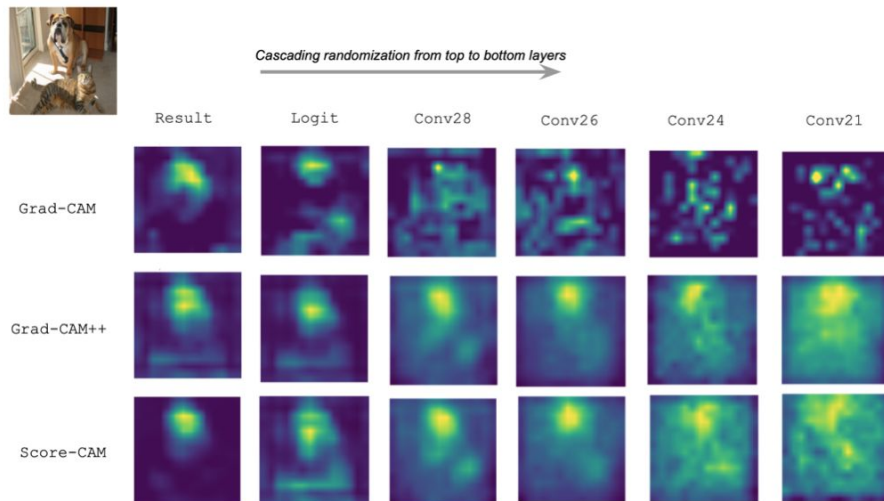 Cascading randomization from top to bottom layers
Result Logit Conv28 Conv26 Conv24 Conv21
Grad-CAM
Grad-CAM++
Score-CAM